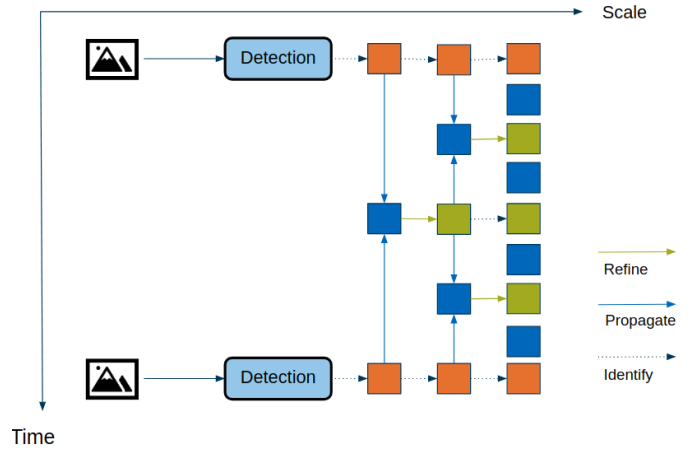 Scale
Detection
Refine
Propagate
Detection
Identify
Time